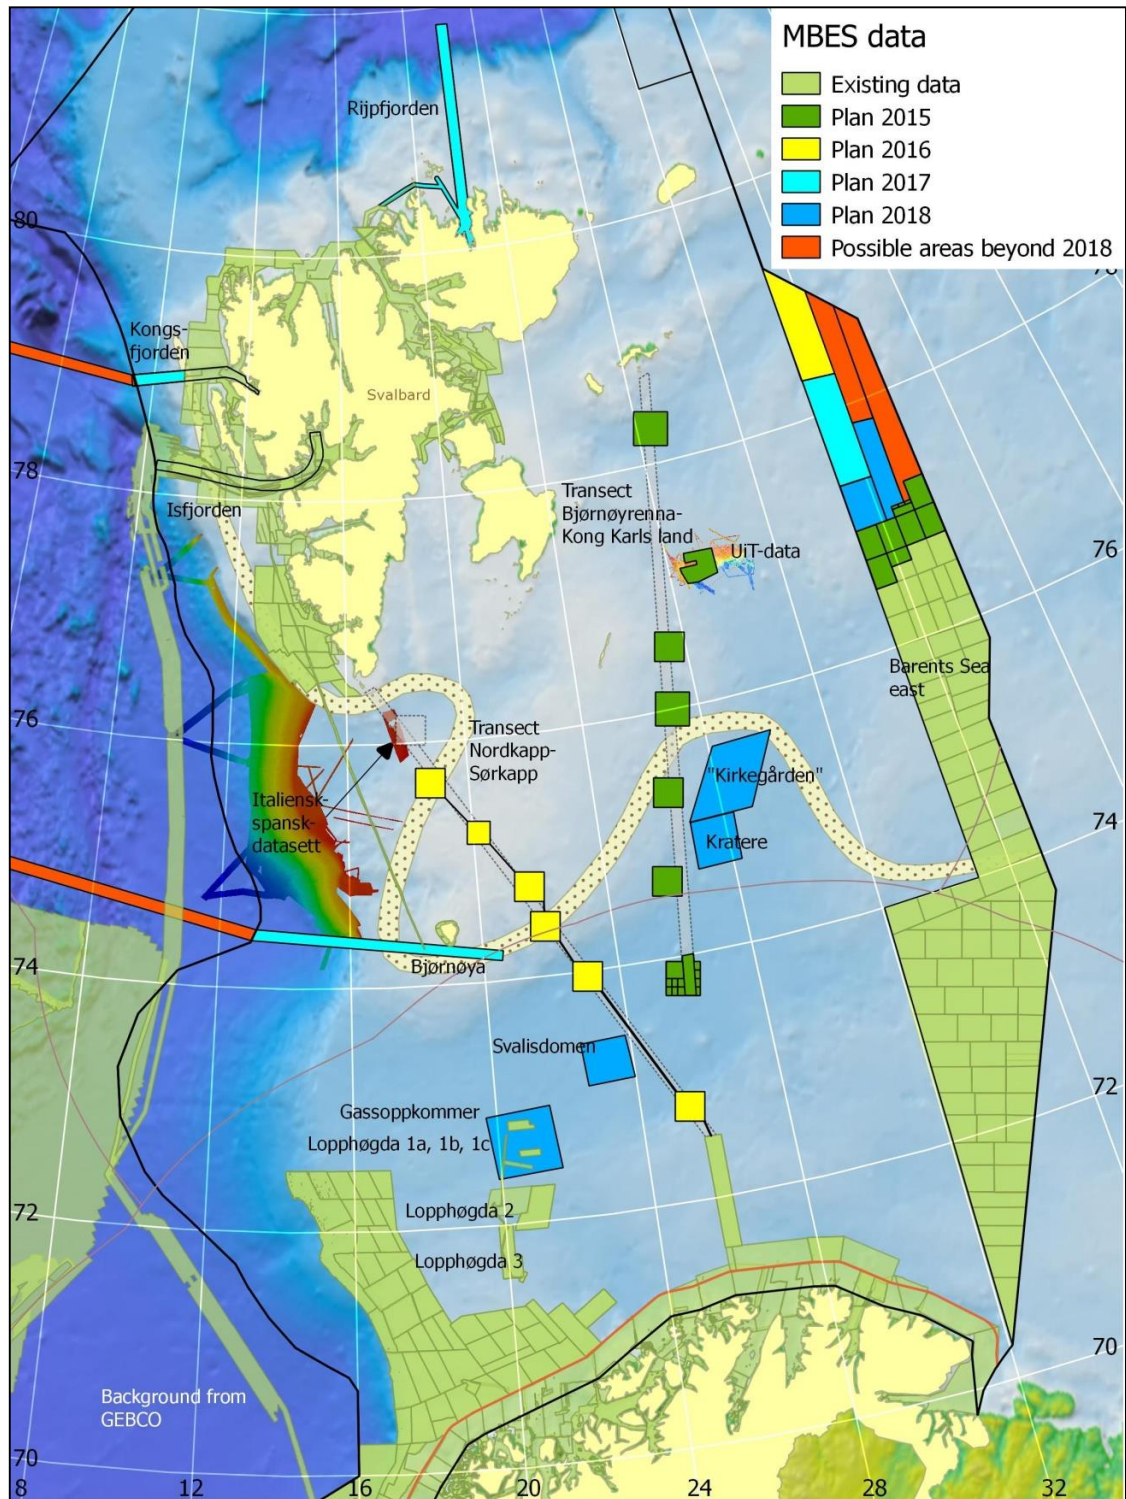 MBES data
Existing data
Plan 2015
Plan 2016
Plan 2017
Plan 2018
Possible areas beyond 2018
Rijpfjorden
80
Kongs-
fjorden
Svalbard
78
Isfjorden
Transect
Bjørnøyrenna-
Kong Karls land
UiT-data
76
Barents Sea
east
76
Transect
Nordkapp-
Sørkapp
"Kirkegården"
Italiensk-
spansk-
datasett
Kratere
74
74
Bjørnøya
Svalisdomen
72
Gassoppkommer
Lopphøgda 1a, 1b, 1c
72
Lopphøgda 2
Lopphøgda 3
70
Background from
GEBCO
70
8
12
16
20
24
28
32